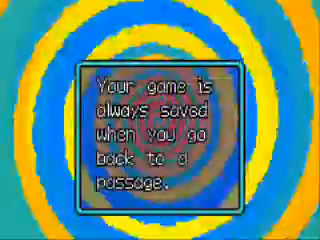 Your game is
always saved
when you go
back to a
passage.